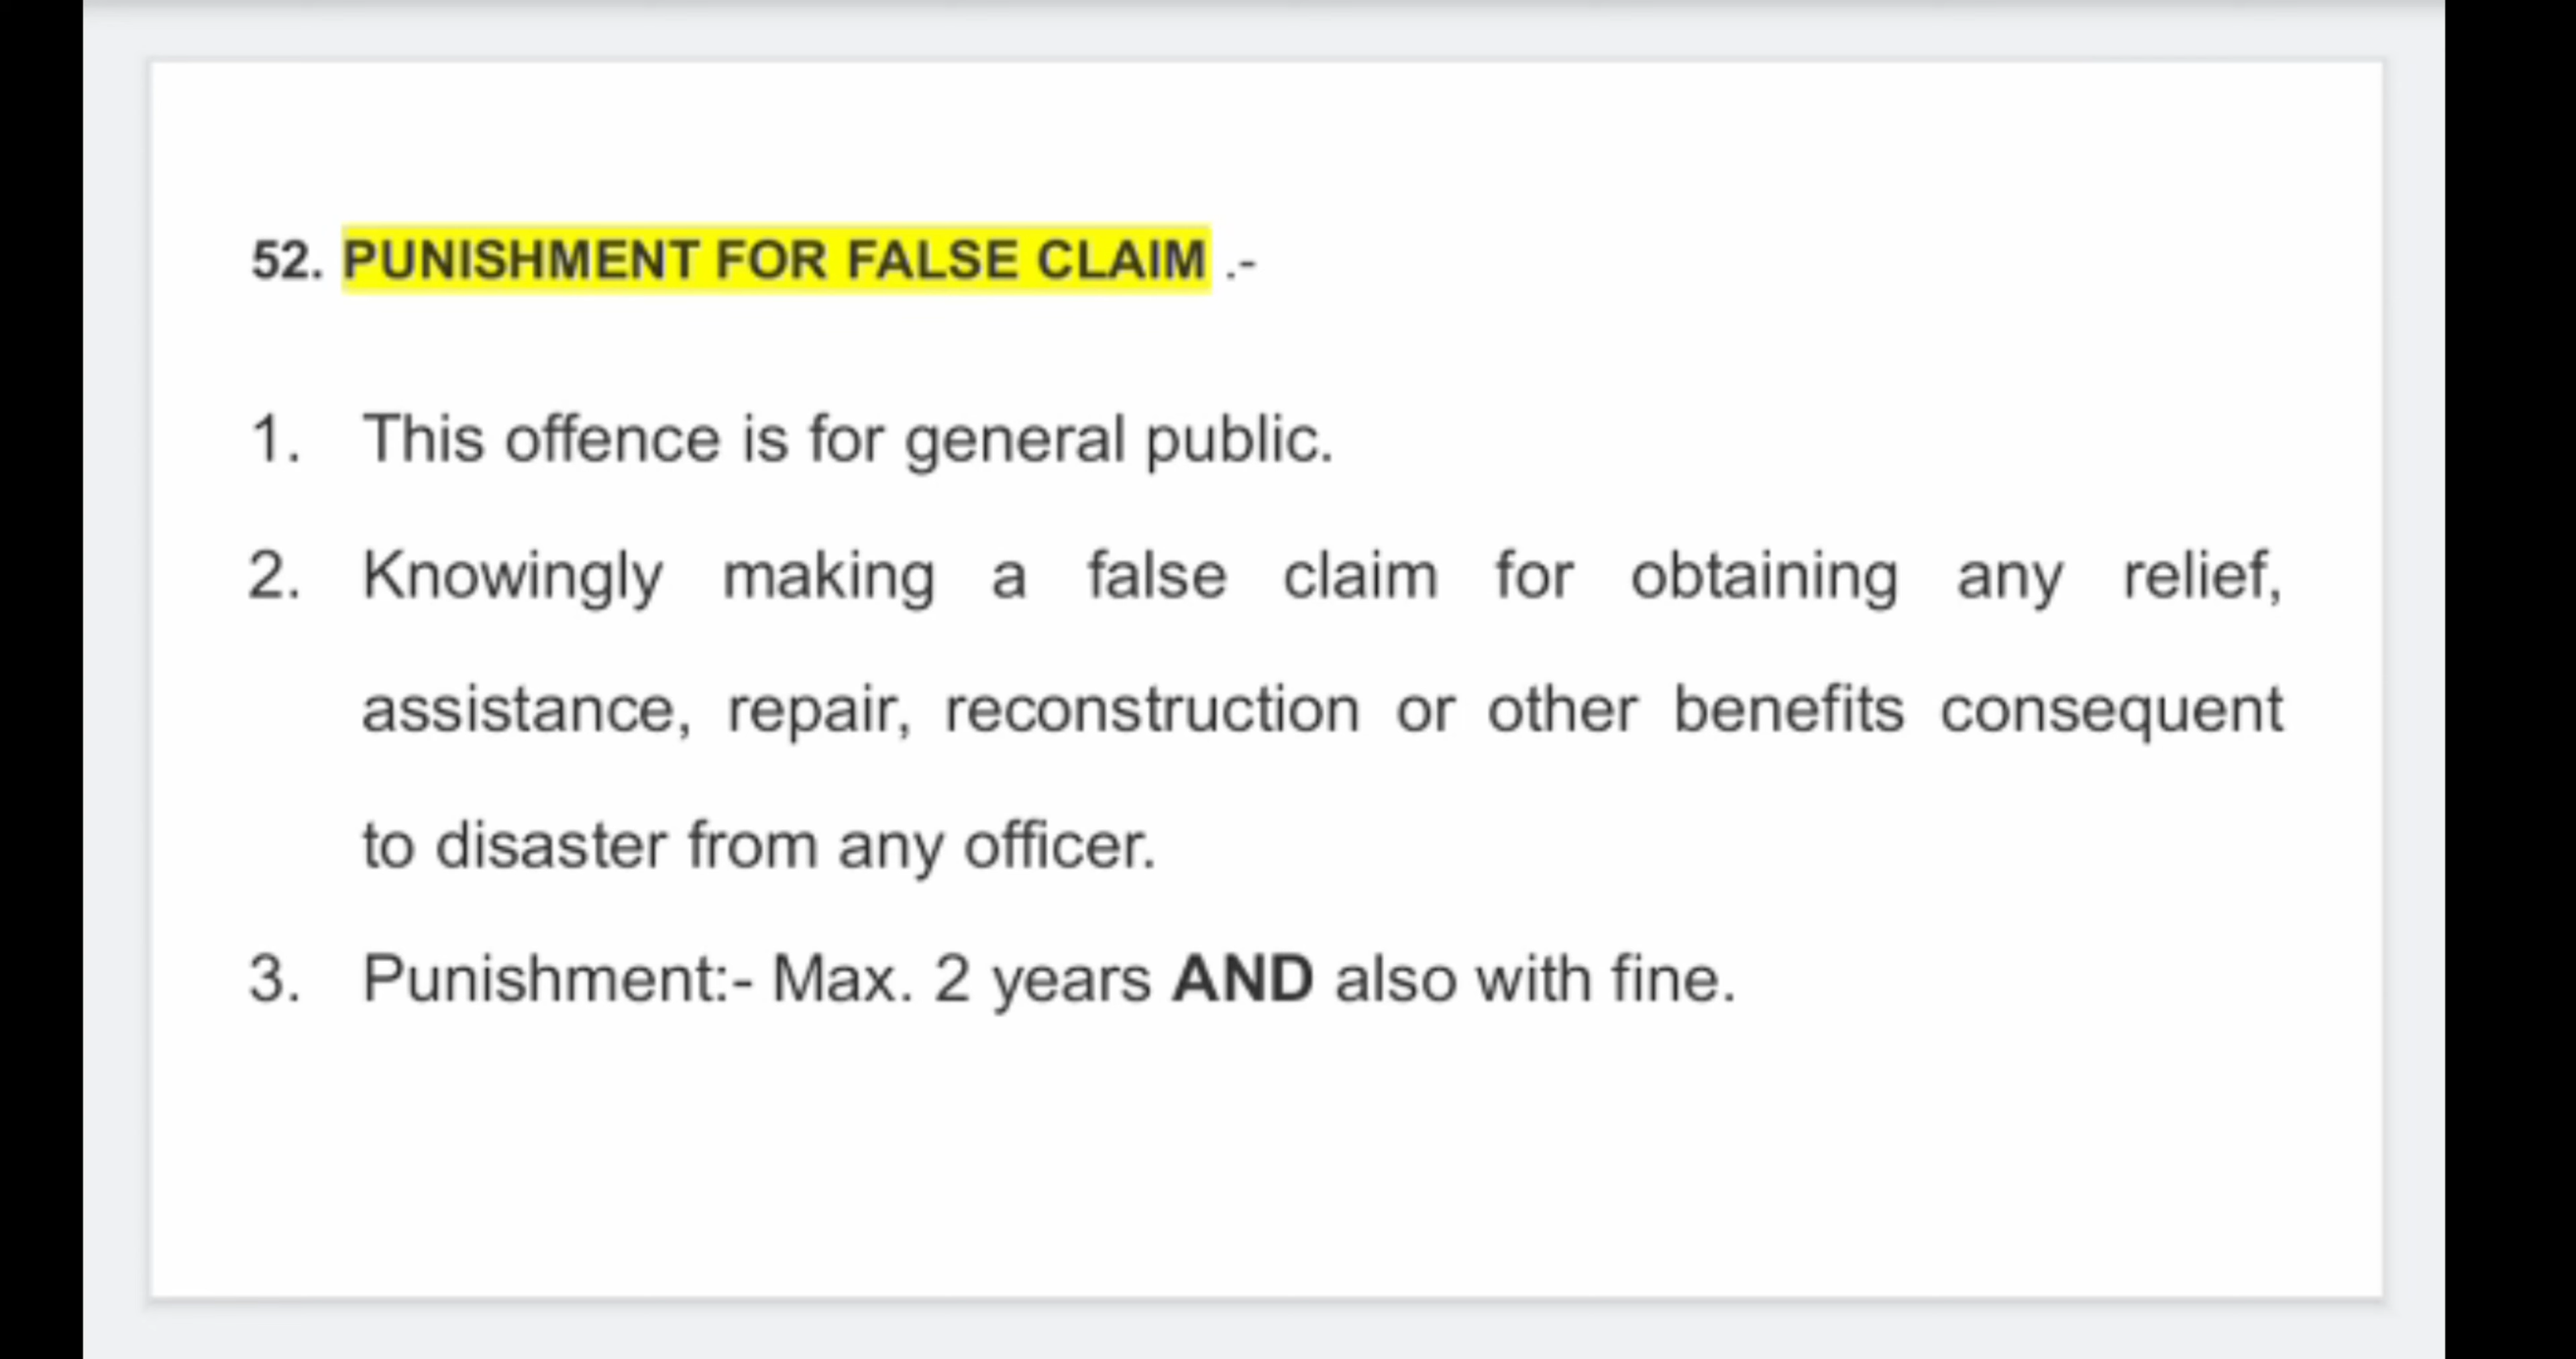 52. PUNISHMENT FOR FALSE CLAIM .-
1. This offence is for general public.
2. Knowingly making a false claim for obtaining any relief,
assistance, repair, reconstruction or other benefits consequent
to disaster from any officer.
3. Punishment:- Max. 2 years AND also with fine.